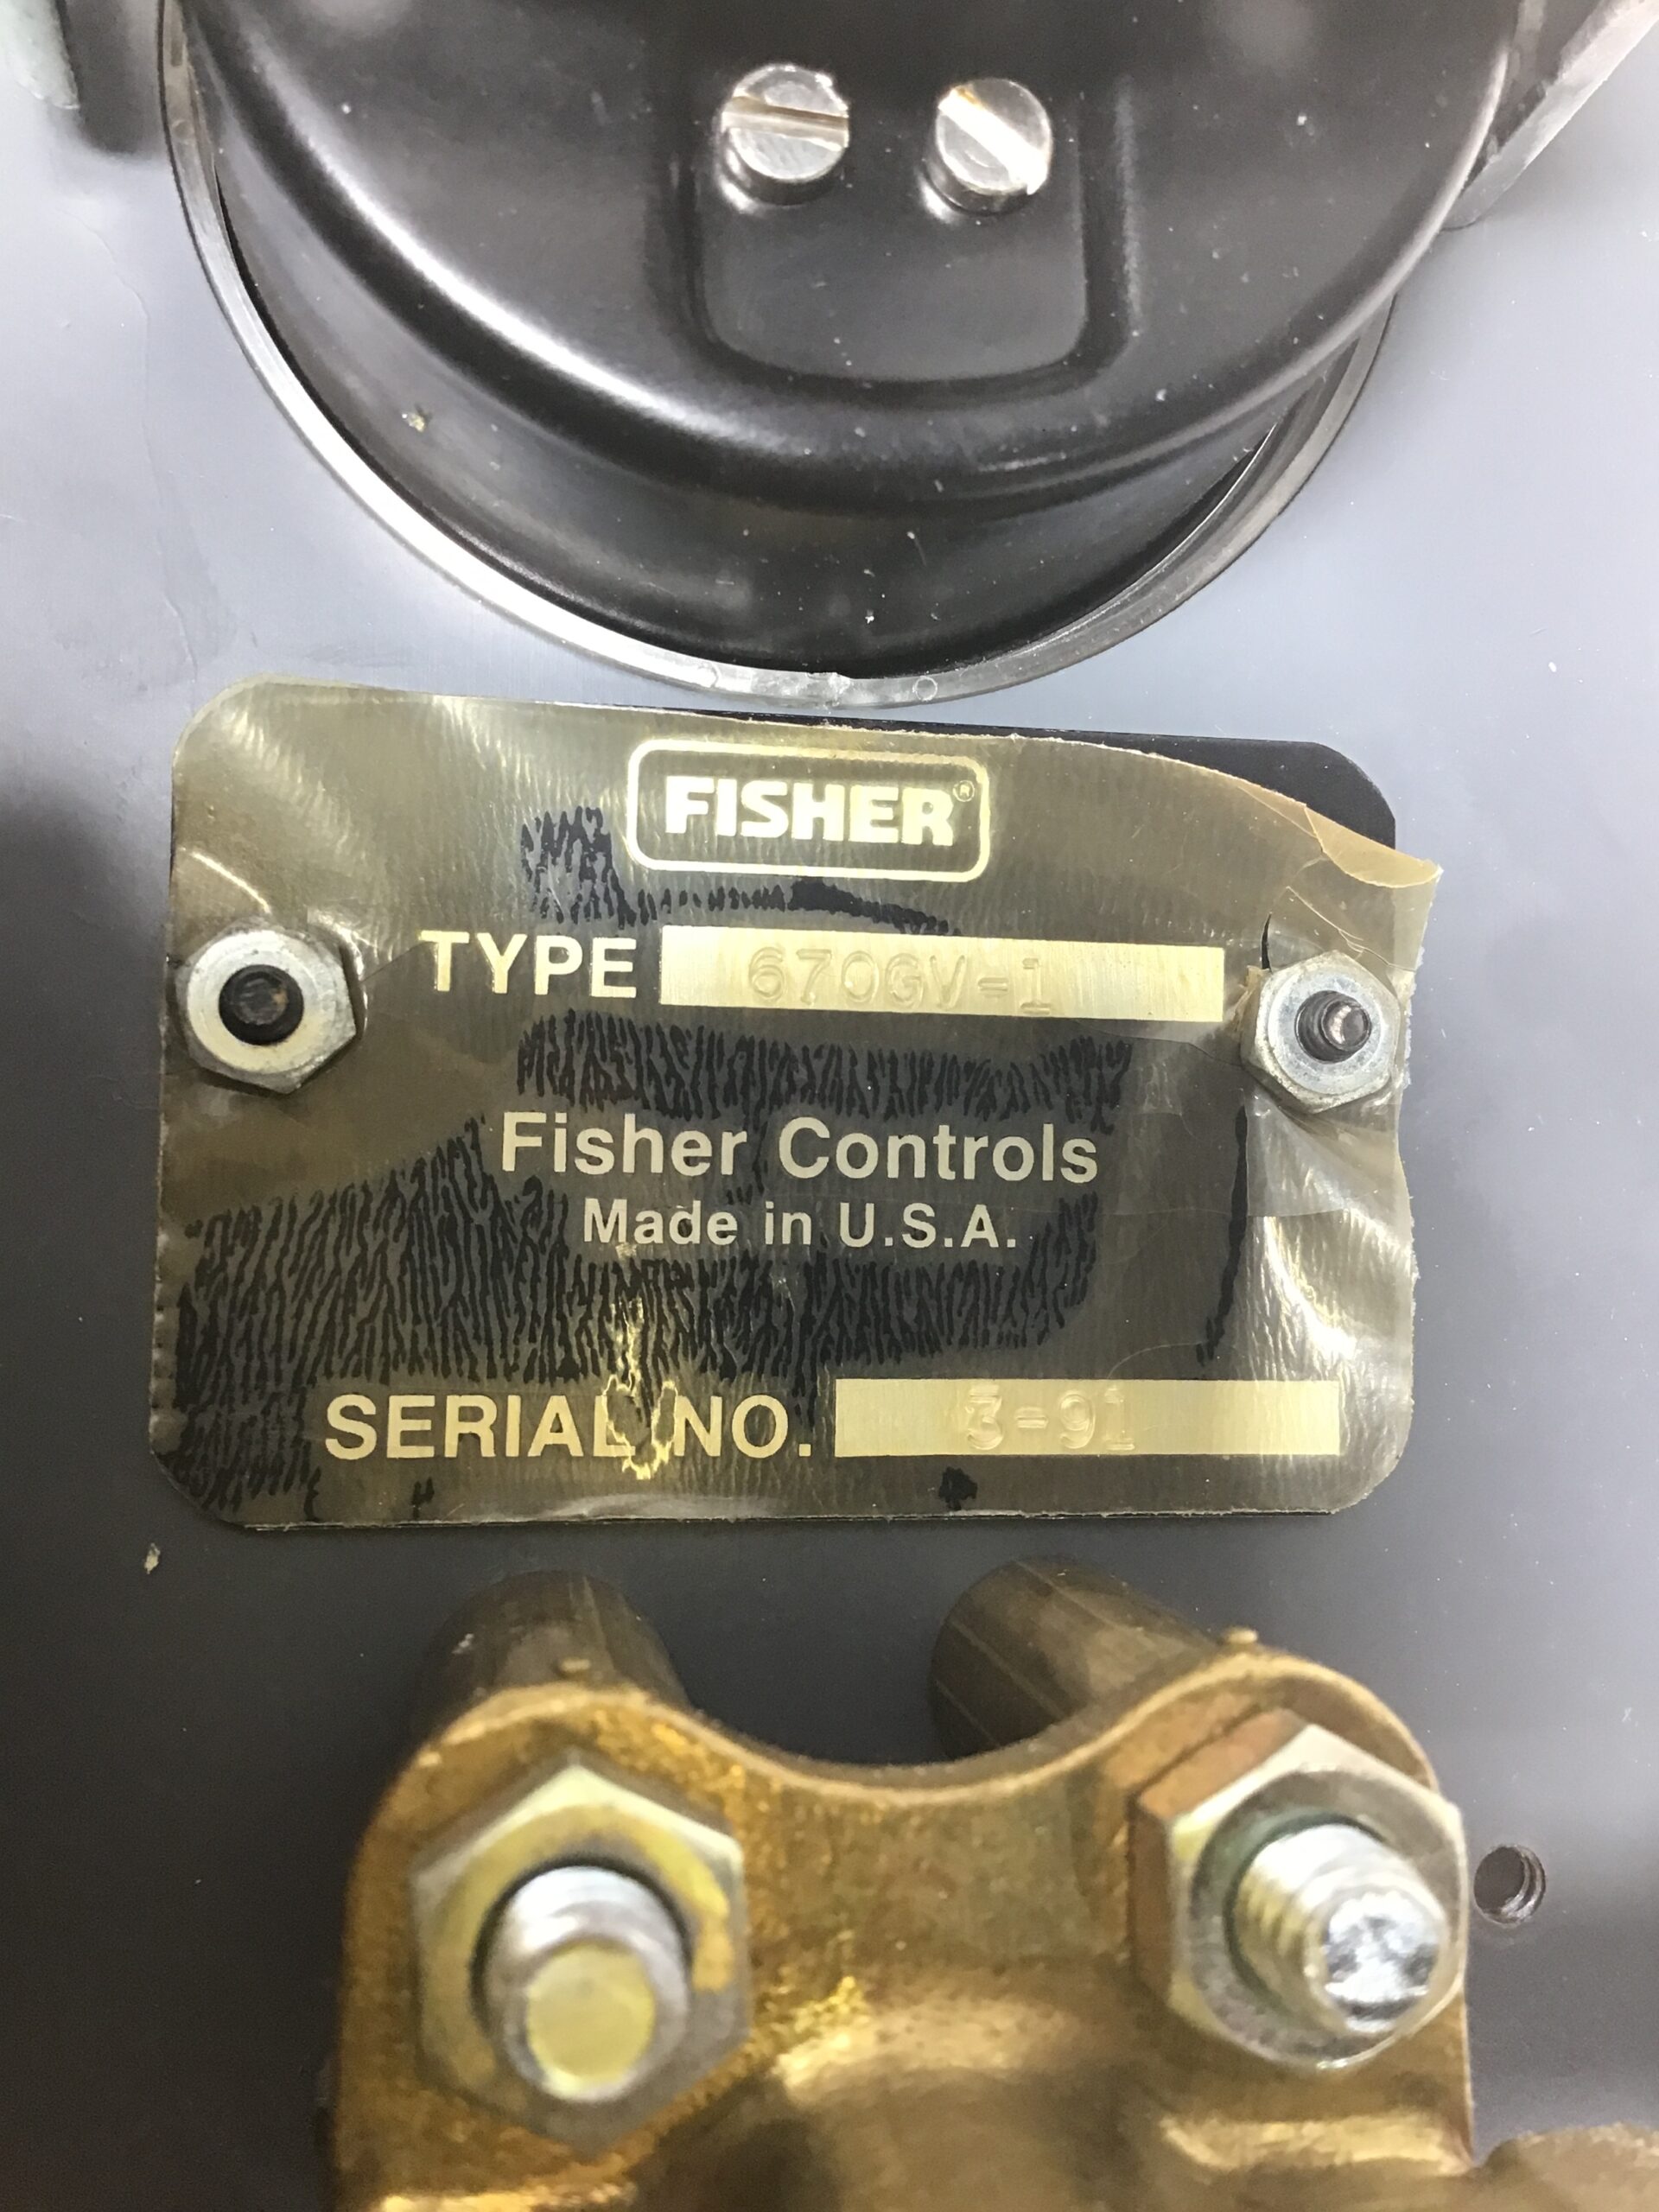 FISHER®
TYPE 670GV-1
Fisher Controls
Made in U.S.A.
SERIAL NO. 3-91